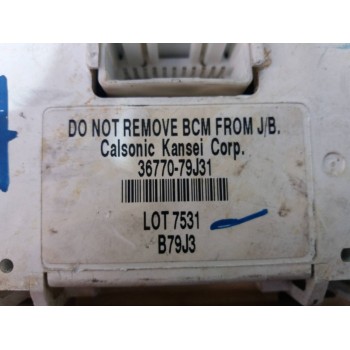 DO NOT REMOVE BCM FROM J/B.
Calsonic Kansei Corp.
36770-79J31
LOT 7531
B79J3